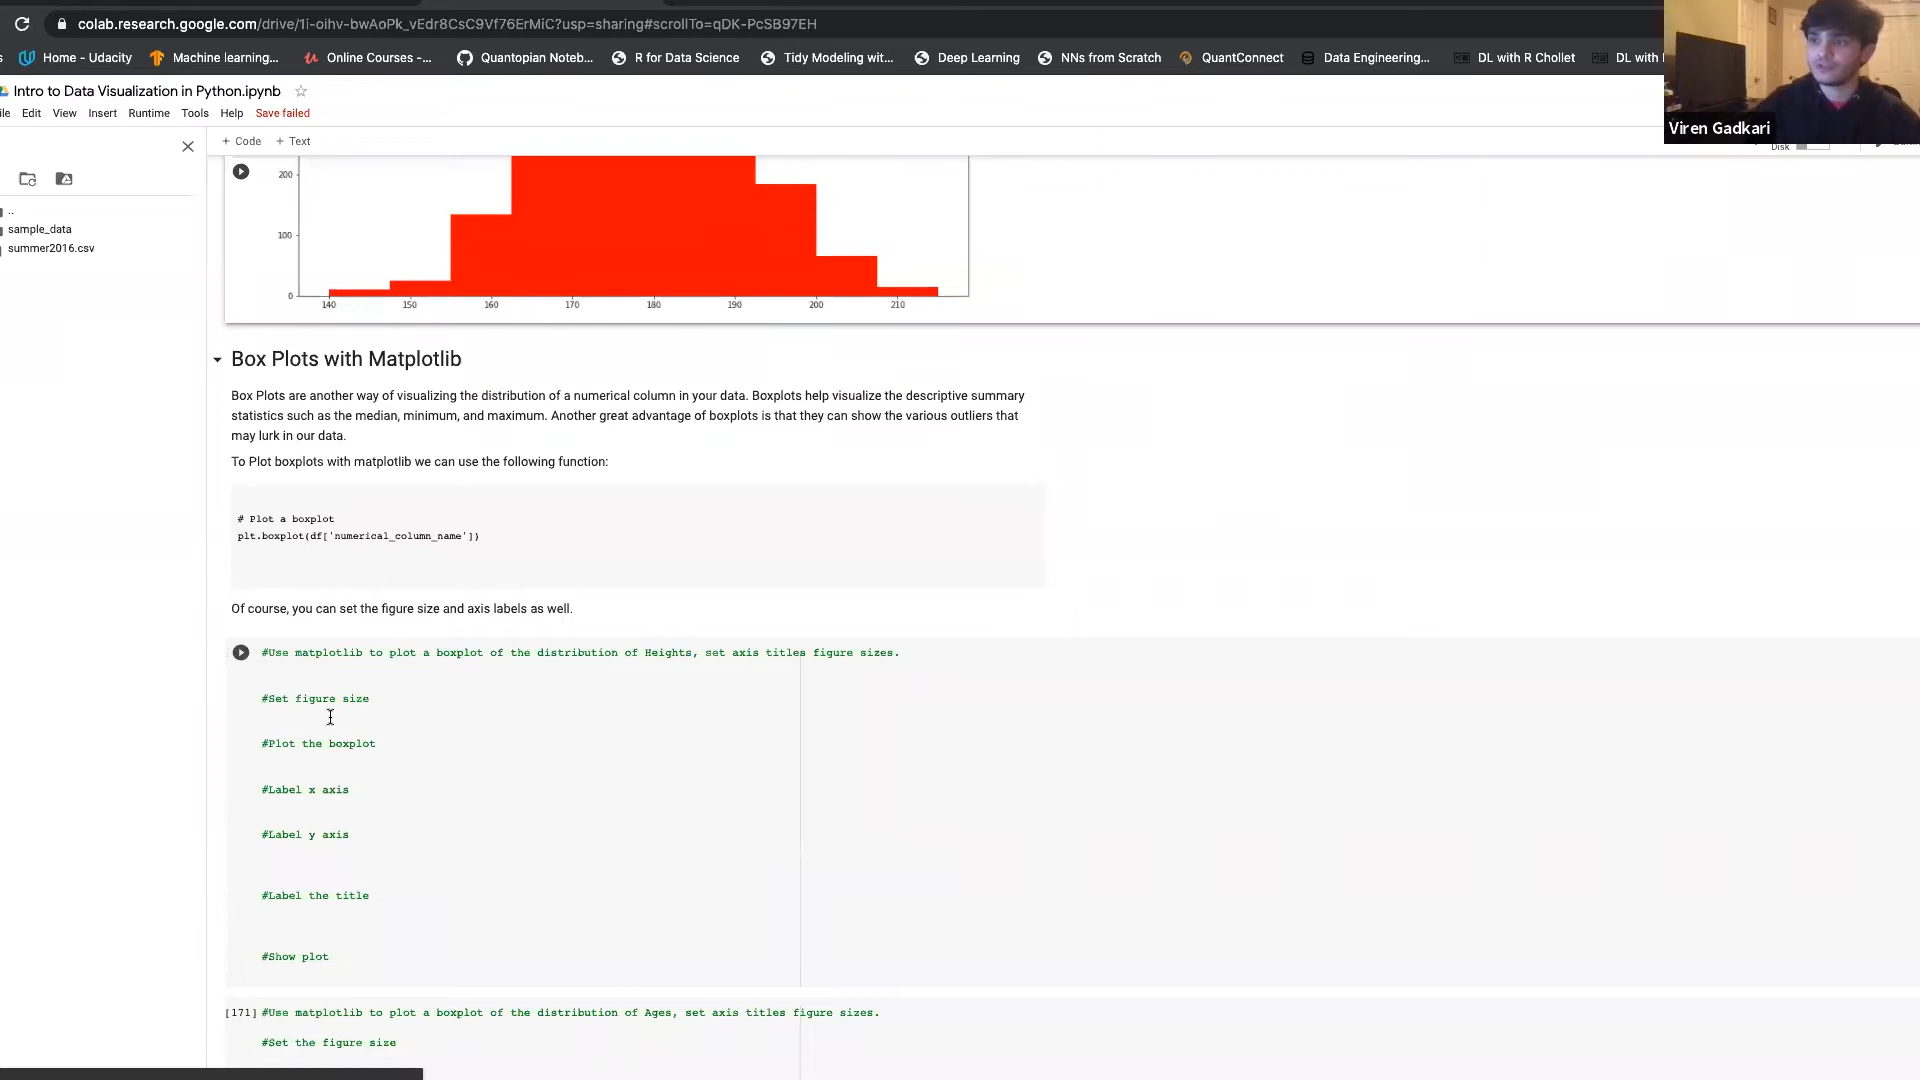 colab.research.google.com/drive/1i-oihv-bwAoPk_vEdr8CsC9Vf76ErMiC?usp=sharing#scrollTo=qDK-PcSB97EH
s Home - Udacity Machine learning... Online Courses -... Quantopian Noteb... R for Data Science Tidy Modeling wit... Deep Learning NNs from Scratch QuantConnect Data Engineering... DL with R Chollet DL with
Intro to Data Visualization in Python.ipynb
ile Edit View Insert Runtime Tools Help Save failed
Viren Gadkari
+ Code + Text
Disk
200
100
0
140 150 160 170 180 190 200 210
..
sample_data
summer2016.csv
Box Plots with Matplotlib
Box Plots are another way of visualizing the distribution of a numerical column in your data. Boxplots help visualize the descriptive summary
statistics such as the median, minimum, and maximum. Another great advantage of boxplots is that they can show the various outliers that
may lurk in our data.
To Plot boxplots with matplotlib we can use the following function:
# Plot a boxplot
plt.boxplot(df['numerical_column_name'])
Of course, you can set the figure size and axis labels as well.
#Use matplotlib to plot a boxplot of the distribution of Heights, set axis titles figure sizes.
#Set figure size
#Plot the boxplot
#Label x axis
#Label y axis
#Label the title
#Show plot
[171] #Use matplotlib to plot a boxplot of the distribution of Ages, set axis titles figure sizes.
#Set the figure size